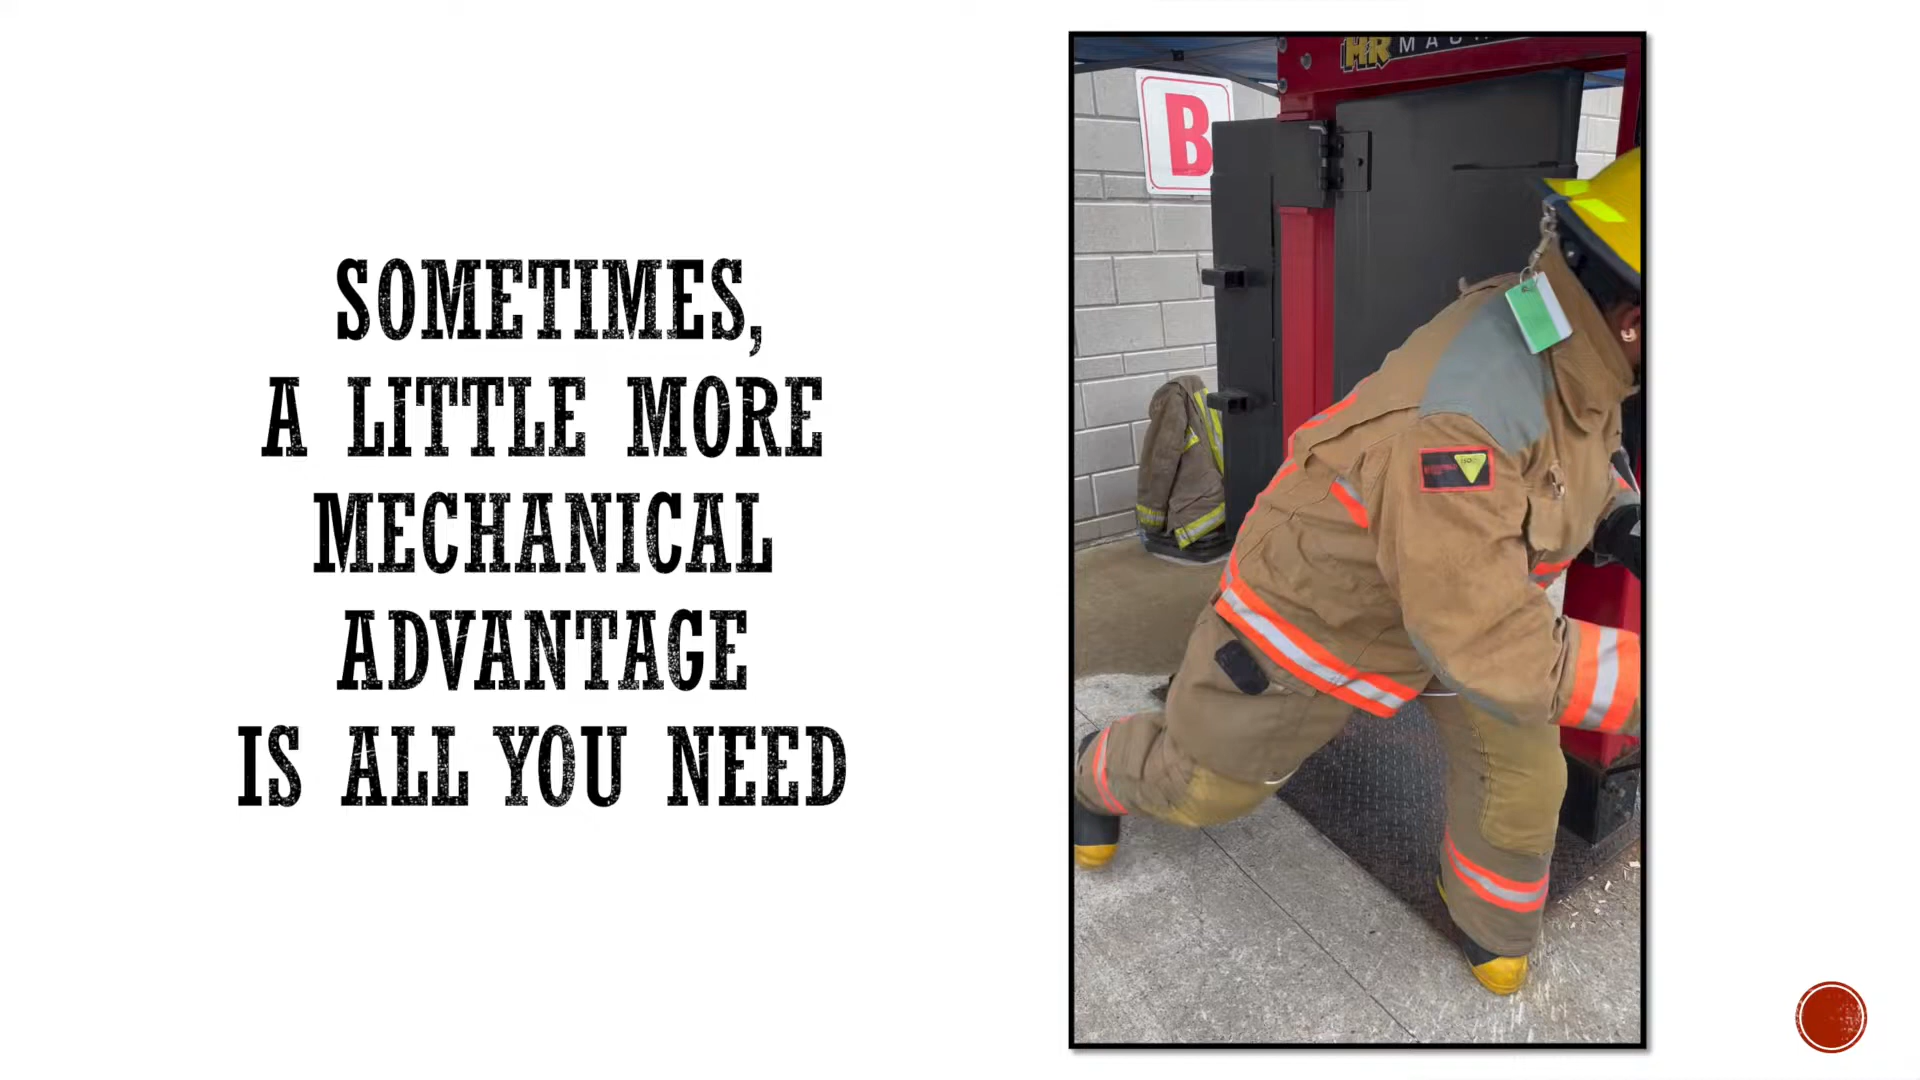 SOMETIMES,
A LITTLE MORE
MECHANICAL
ADVANTAGE
IS ALL YOU NEED
HR
B